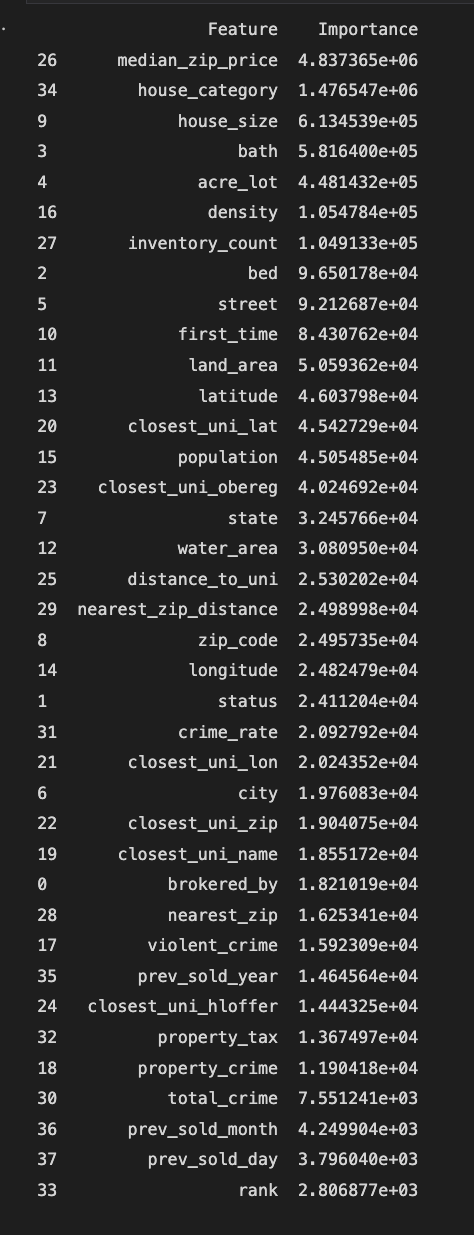 Feature Importance
26 median_zip_price 4.837365e+06
34 house_category 1.476547e+06
9 house_size 6.134539e+05
3 bath 5.816400e+05
4 acre_lot 4.481432e+05
16 density 1.054784e+05
27 inventory_count 1.049133e+05
2 bed 9.650178e+04
5 street 9.212687e+04
10 first_time 8.430762e+04
11 land_area 5.059362e+04
13 latitude 4.603798e+04
20 closest_uni_lat 4.542729e+04
15 population 4.505485e+04
23 closest_uni_obereg 4.024692e+04
7 state 3.245766e+04
12 water_area 3.080950e+04
25 distance_to_uni 2.530202e+04
29 nearest_zip_distance 2.498998e+04
8 zip_code 2.495735e+04
14 longitude 2.482479e+04
1 status 2.411204e+04
31 crime_rate 2.092792e+04
21 closest_uni_lon 2.024352e+04
6 city 1.976083e+04
22 closest_uni_zip 1.904075e+04
19 closest_uni_name 1.855172e+04
0 brokered_by 1.821019e+04
28 nearest_zip 1.625341e+04
17 violent_crime 1.592309e+04
35 prev_sold_year 1.464564e+04
24 closest_uni_hloffer 1.444325e+04
32 property_tax 1.367497e+04
18 property_crime 1.190418e+04
30 total_crime 7.551241e+03
36 prev_sold_month 4.249904e+03
37 prev_sold_day 3.796040e+03
33 rank 2.806877e+03